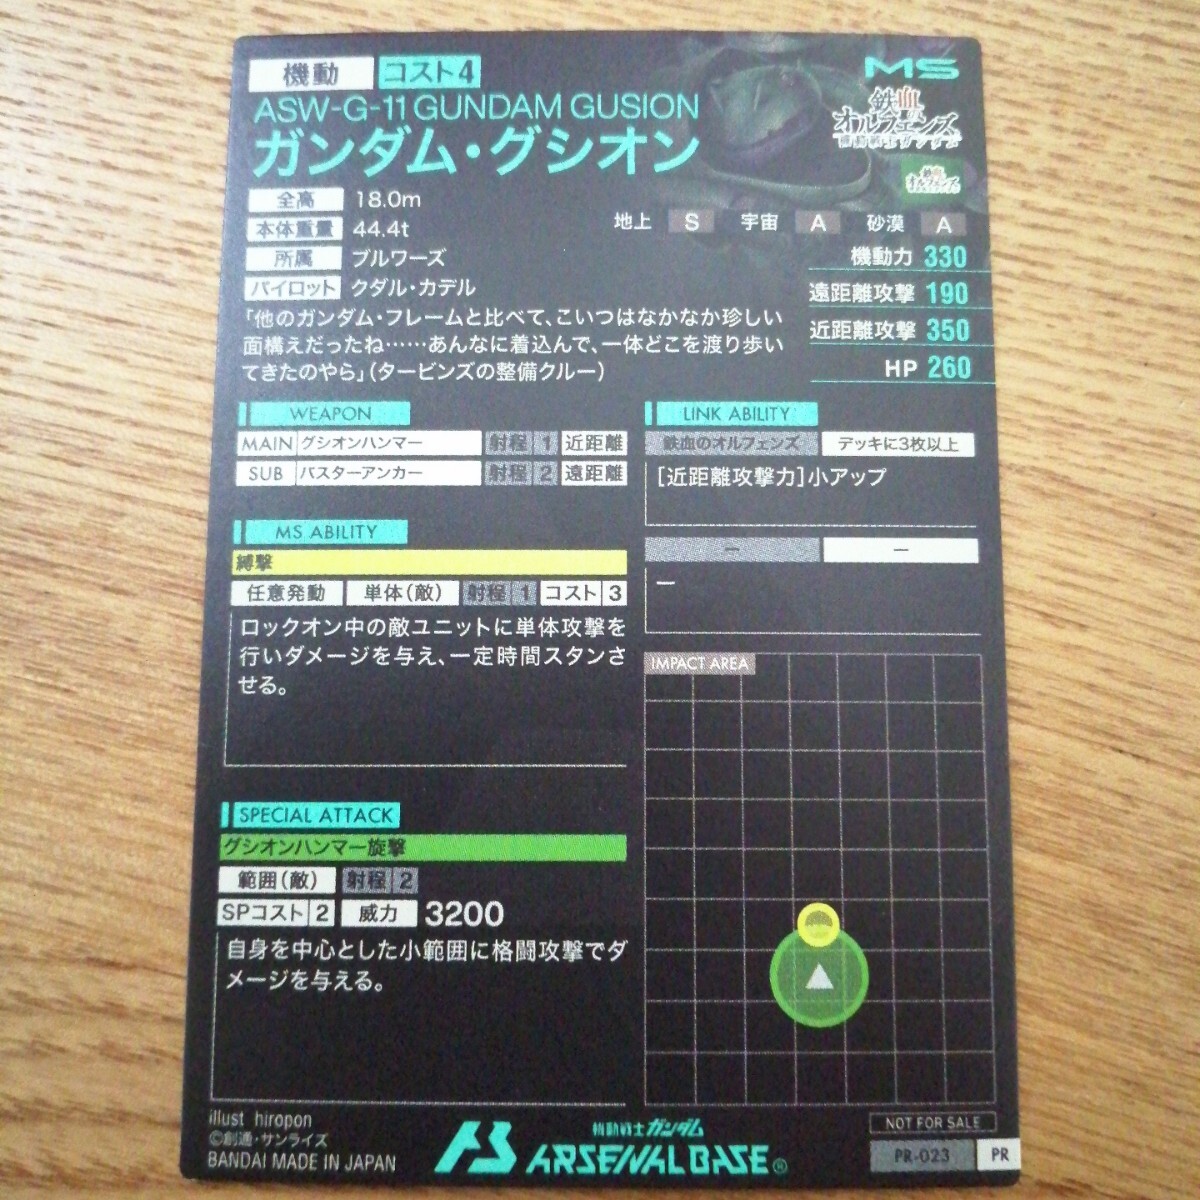 機動 コスト4
MS
ASW-G-11 GUNDAM GUSION
ガンダム・グシオン
鉄血の
オルフェンズ
機動戦士ガンダム
鉄血の
オルフェンズ
全高 18.0m
本体重量 44.4t
所属 ブルワーズ
パイロット クダル・カデル
地上 S 宇宙 A 砂漠 A
機動力 330
遠距離攻撃 190
近距離攻撃 350
HP 260
「他のガンダム・フレームと比べて、こいつはなかなか珍しい
面構えだったね……あんなに着込んで、一体どこを渡り歩い
てきたのやら」(タービンズの整備クルー)
WEAPON
MAIN グシオンハンマー 射程 1 近距離
SUB バスターアンカー 射程 2 遠距離
LINK ABILITY
鉄血のオルフェンズ デッキに3枚以上
[近距離攻撃力]小アップ
— —
—
MS ABILITY
縛撃
任意発動 単体(敵) 射程 1 コスト 3
ロックオン中の敵ユニットに単体攻撃を
行いダメージを与え、一定時間スタンさ
せる。
IMPACT AREA
SPECIAL ATTACK
グシオンハンマー旋撃
範囲(敵) 射程 2
SPコスト 2 威力 3200
自身を中心とした小範囲に格闘攻撃でダ
メージを与える。
illust hiropon
©創通・サンライズ
BANDAI MADE IN JAPAN
機動戦士ガンダム
AB ARSENAL BASE®
NOT FOR SALE
PR-023 PR